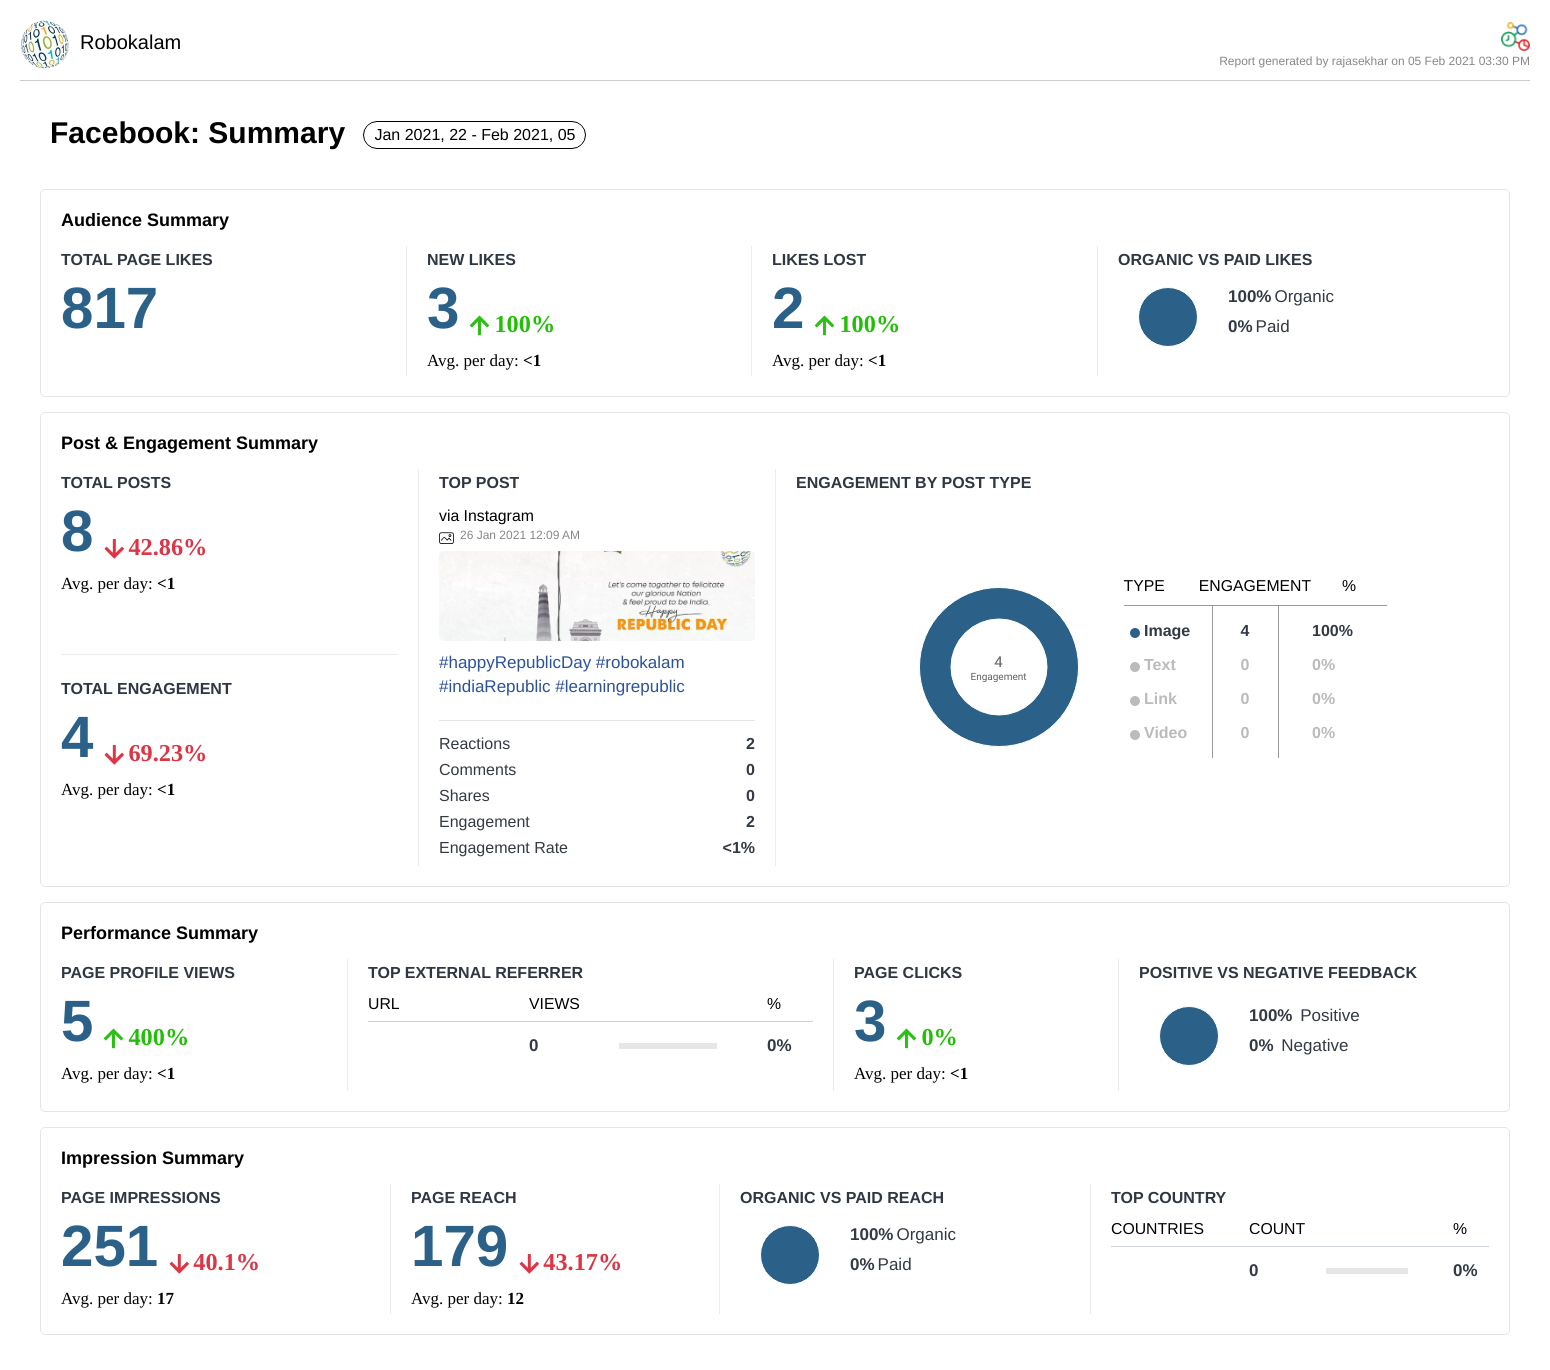 Robokalam
Report generated by rajasekhar on 05 Feb 2021 03:30 PM
Facebook: Summary
Jan 2021, 22 - Feb 2021, 05
Audience Summary
TOTAL PAGE LIKES
817
NEW LIKES
3 ↑ 100%
Avg. per day: <1
LIKES LOST
2 ↑ 100%
Avg. per day: <1
ORGANIC VS PAID LIKES
100% Organic
0% Paid
Post & Engagement Summary
TOTAL POSTS
8 ↓ 42.86%
Avg. per day: <1
TOTAL ENGAGEMENT
4 ↓ 69.23%
Avg. per day: <1
TOP POST
via Instagram
26 Jan 2021 12:09 AM
Let's come togather to felicitate
our glorious Nation
& feel proud to be India.
Happy
REPUBLIC DAY
#happyRepublicDay #robokalam
#indiaRepublic #learningrepublic
Reactions 2
Comments 0
Shares 0
Engagement 2
Engagement Rate <1%
ENGAGEMENT BY POST TYPE
4
Engagement
TYPE ENGAGEMENT %
Image 4 100%
Text 0 0%
Link 0 0%
Video 0 0%
Performance Summary
PAGE PROFILE VIEWS
5 ↑ 400%
Avg. per day: <1
TOP EXTERNAL REFERRER
URL VIEWS %
0 0%
PAGE CLICKS
3 ↑ 0%
Avg. per day: <1
POSITIVE VS NEGATIVE FEEDBACK
100% Positive
0% Negative
Impression Summary
PAGE IMPRESSIONS
251 ↓ 40.1%
Avg. per day: 17
PAGE REACH
179 ↓ 43.17%
Avg. per day: 12
ORGANIC VS PAID REACH
100% Organic
0% Paid
TOP COUNTRY
COUNTRIES COUNT %
0 0%